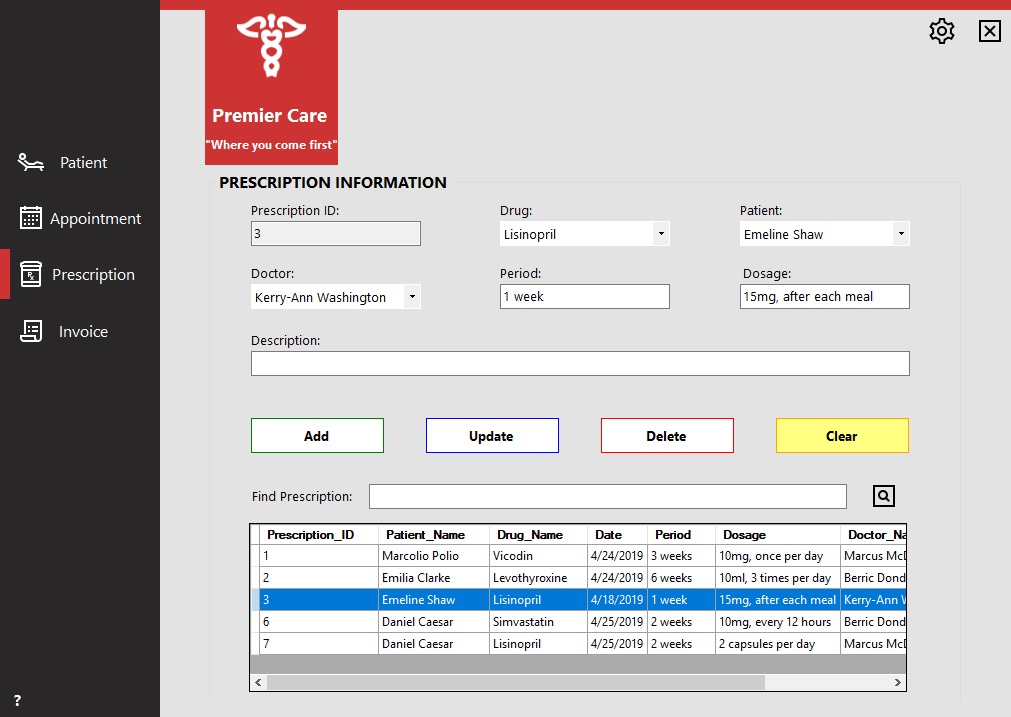 Premier Care
"Where you come first"
Patient
Appointment
Prescription
Invoice
?
PRESCRIPTION INFORMATION
Prescription ID: Drug: Patient:
3 Lisinopril Emeline Shaw
Doctor: Period: Dosage:
Kerry-Ann Washington 1 week 15mg, after each meal
Description:
Add Update Delete Clear
Find Prescription:
Prescription_ID Patient_Name Drug_Name Date Period Dosage Doctor_Na
1 Marcolio Polio Vicodin 4/24/2019 3 weeks 10mg, once per day Marcus McD
2 Emilia Clarke Levothyroxine 4/24/2019 6 weeks 10ml, 3 times per day Berric Dond
3 Emeline Shaw Lisinopril 4/18/2019 1 week 15mg, after each meal Kerry-Ann W
6 Daniel Caesar Simvastatin 4/25/2019 2 weeks 10mg, every 12 hours Berric Dond
7 Daniel Caesar Lisinopril 4/25/2019 2 weeks 2 capsules per day Marcus McD